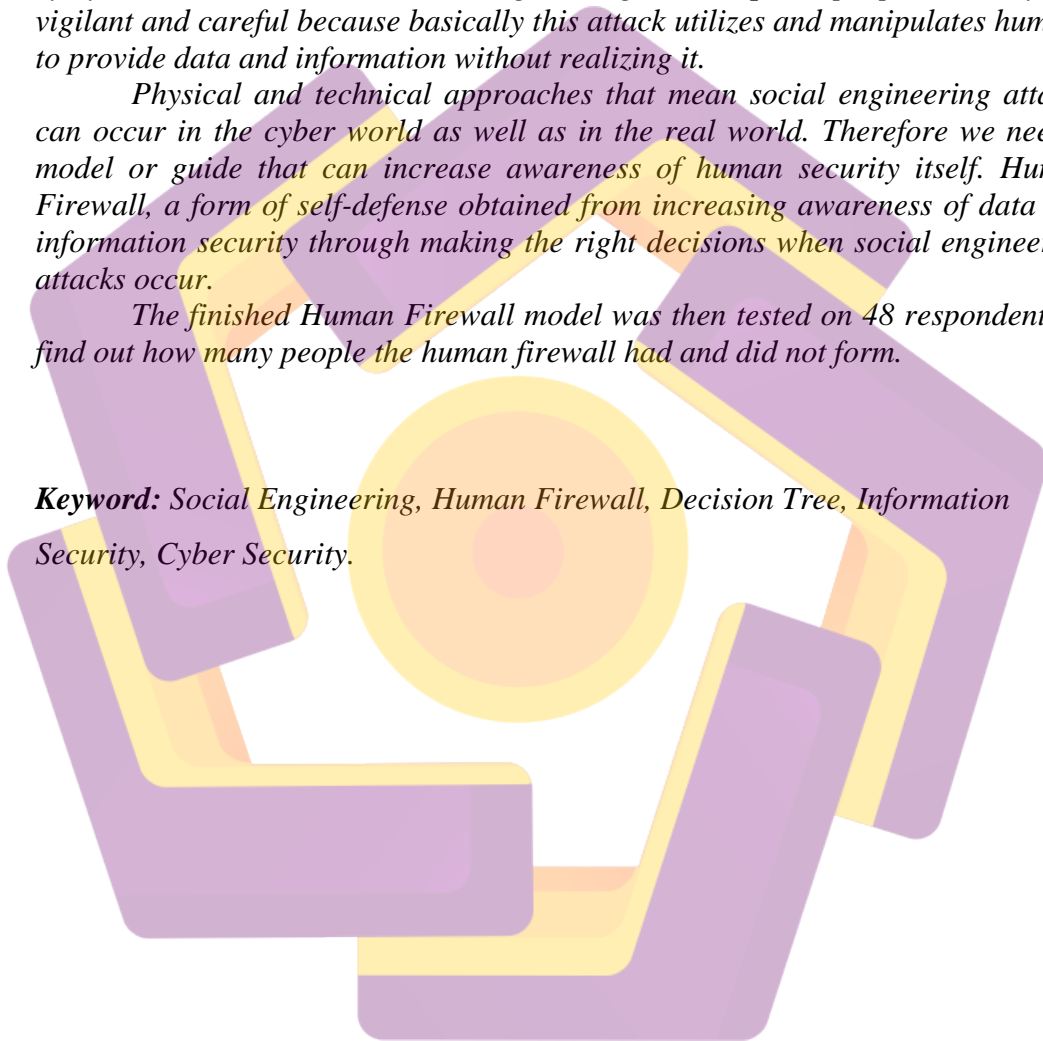 vigilant and careful because basically this attack utilizes and manipulates hum
to provide data and information without realizing it.
Physical and technical approaches that mean social engineering atta
can occur in the cyber world as well as in the real world. Therefore we nee
model or guide that can increase awareness of human security itself. Hum
Firewall, a form of self-defense obtained from increasing awareness of data
information security through making the right decisions when social engineer
attacks occur.
The finished Human Firewall model was then tested on 48 respondent
find out how many people the human firewall had and did not form.
Keyword: Social Engineering, Human Firewall, Decision Tree, Information
Security, Cyber Security.